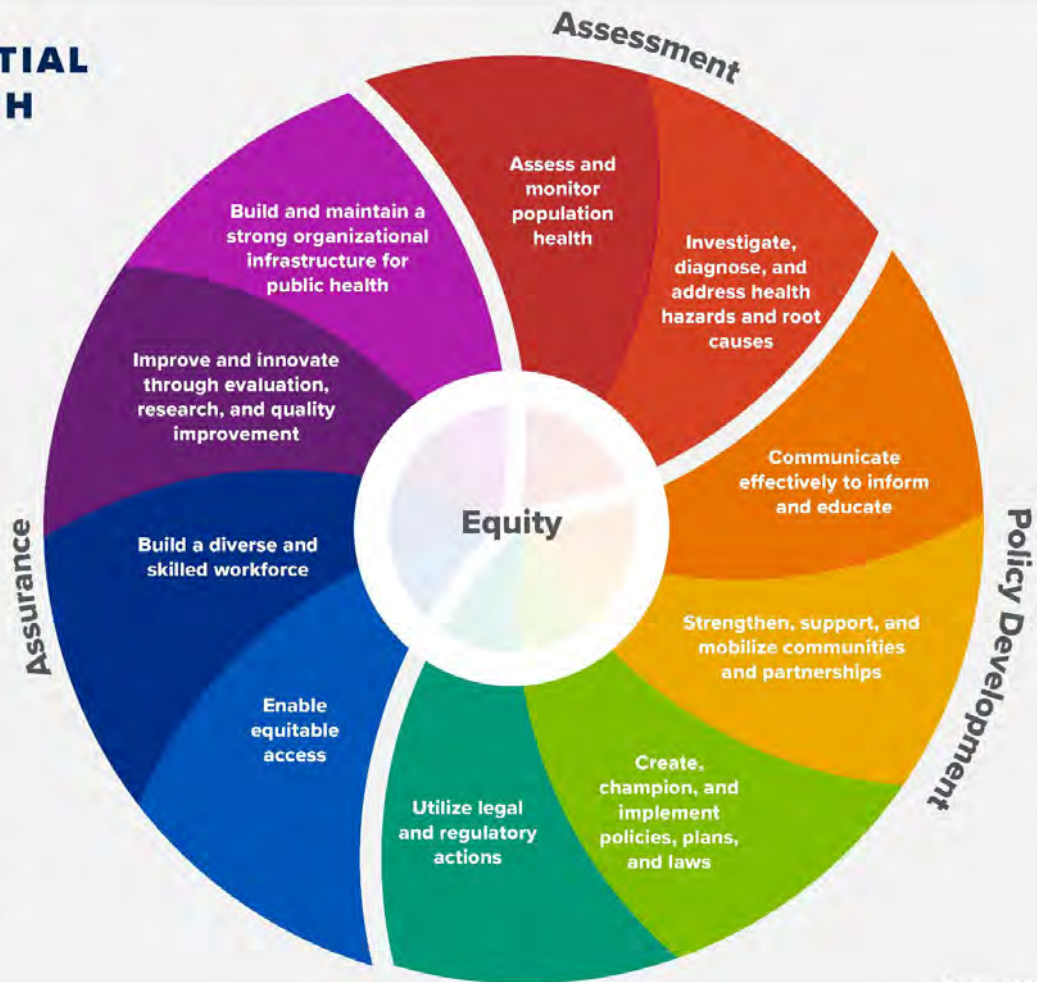 TIAL
H
Assessment
Assess and
monitor
population
health
Investigate,
diagnose, and
address health
hazards and root
causes
Communicate
effectively to inform
and educate
Strengthen, support, and
mobilize communities
and partnerships
Create,
champion, and
implement
policies, plans,
and laws
Utilize legal
and regulatory
actions
Enable
equitable
access
Build a diverse and
skilled workforce
Improve and innovate
through evaluation,
research, and quality
improvement
Build and maintain a
strong organizational
infrastructure for
public health
Equity
Policy Development
Assurance